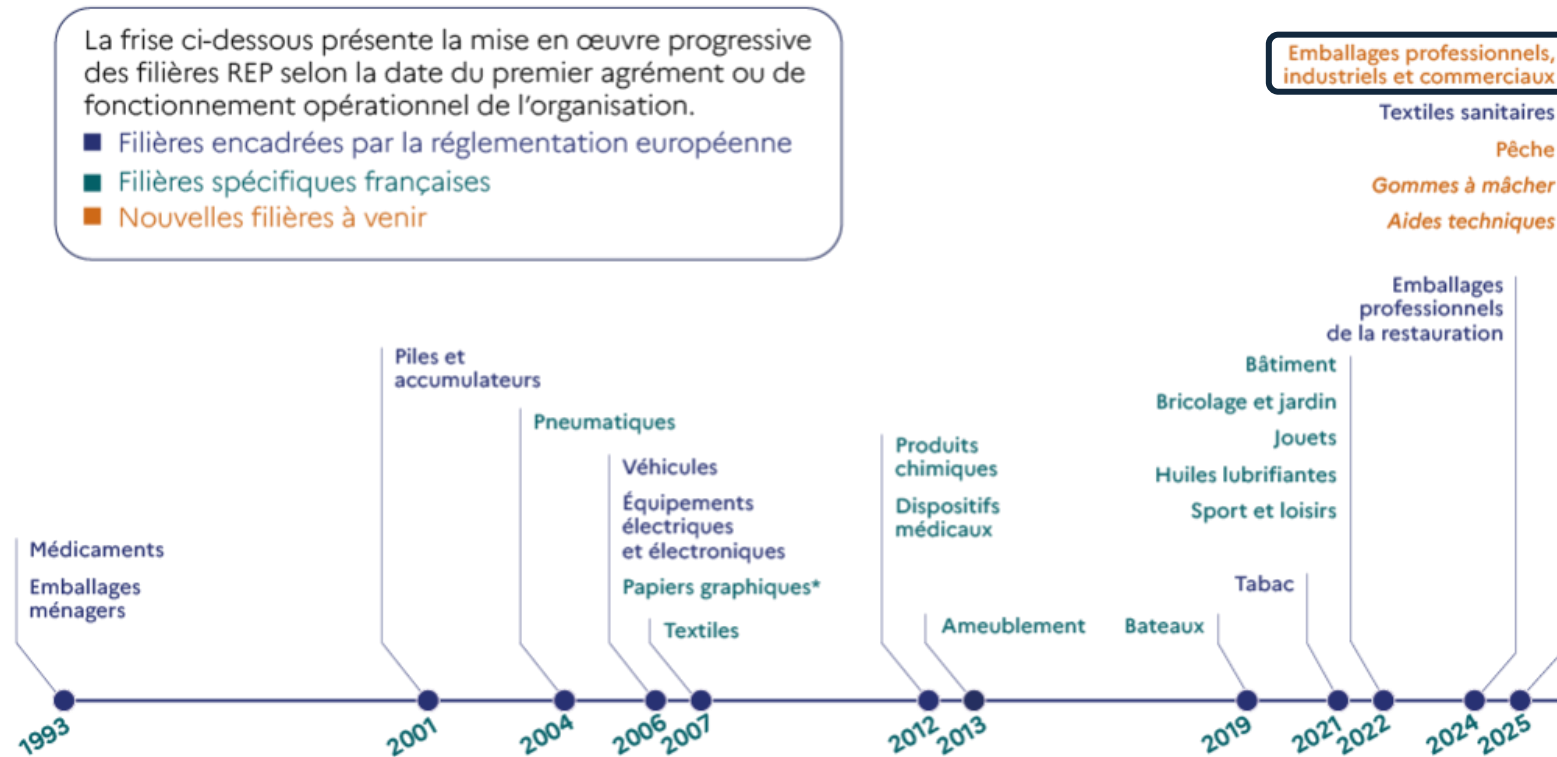 La frise ci-dessous présente la mise en œuvre progressive
des filières REP selon la date du premier agrément ou de
fonctionnement opérationnel de l'organisation.
Filières encadrées par la réglementation européenne
Filières spécifiques françaises
Nouvelles filières à venir
Emballages professionnels,
industriels et commerciaux
Textiles sanitaires
Pêche
Gommes à mâcher
Aides techniques
Emballages
professionnels
de la restauration
Piles et
accumulateurs
Pneumatiques
Véhicules
Équipements
électriques
et électroniques
Papiers graphiques*
Textiles
Médicaments
Emballages
ménagers
Produits
chimiques
Dispositifs
médicaux
Ameublement
Bateaux
Tabac
Bâtiment
Bricolage et jardin
Jouets
Huiles lubrifiantes
Sport et loisirs
1993
2001
2004
2006
2007
2012
2013
2019
2021
2022
2024
2025